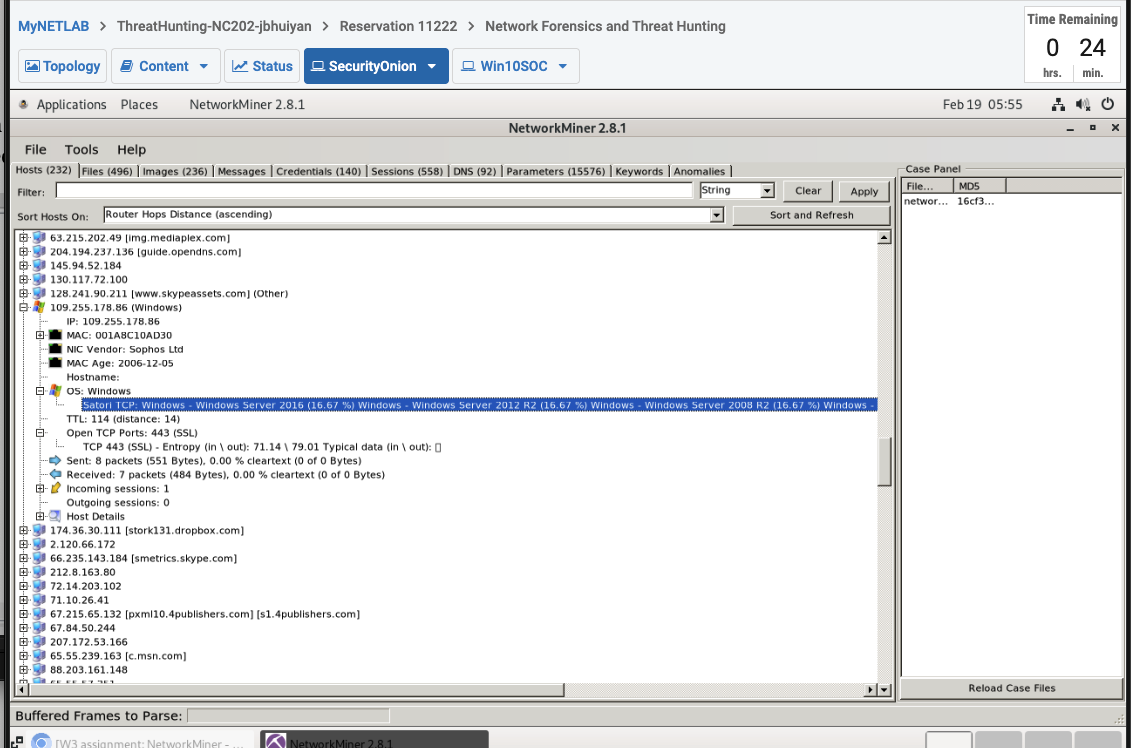 MyNETLAB > ThreatHunting-NC202-jbhuiyan > Reservation 11222 > Network Forensics and Threat Hunting
Time Remaining
0 24
hrs. min.
Topology Content Status SecurityOnion Win10SOC
Applications Places NetworkMiner 2.8.1 Feb 19 05:55
NetworkMiner 2.8.1
File Tools Help
Hosts (232) Files (496) Images (236) Messages Credentials (140) Sessions (558) DNS (92) Parameters (15576) Keywords Anomalies
Filter: String Clear Apply
Sort Hosts On: Router Hops Distance (ascending) Sort and Refresh
63.215.202.49 [img.mediaplex.com]
204.194.237.136 [guide.opendns.com]
145.94.52.184
130.117.72.100
128.241.90.211 [www.skypeassets.com] (Other)
109.255.178.86 (Windows)
IP: 109.255.178.86
MAC: 001A8C10AD30
NIC Vendor: Sophos Ltd
MAC Age: 2006-12-05
Hostname:
OS: Windows
Satori TCP: Windows - Windows Server 2016 (16.67 %) Windows - Windows Server 2012 R2 (16.67 %) Windows - Windows Server 2008 R2 (16.67 %) Windows -
TTL: 114 (distance: 14)
Open TCP Ports: 443 (SSL)
TCP 443 (SSL) - Entropy (in \ out): 71.14 \ 79.01 Typical data (in \ out):
Sent: 8 packets (551 Bytes), 0.00 % cleartext (0 of 0 Bytes)
Received: 7 packets (484 Bytes), 0.00 % cleartext (0 of 0 Bytes)
Incoming sessions: 1
Outgoing sessions: 0
Host Details
174.36.30.111 [stork131.dropbox.com]
2.120.66.172
66.235.143.184 [smetrics.skype.com]
212.8.163.80
72.14.203.102
71.10.26.41
67.215.65.132 [pxml10.4publishers.com] [s1.4publishers.com]
67.84.50.244
207.172.53.166
65.55.239.163 [c.msn.com]
88.203.161.148
Case Panel
File... MD5
networ... 16cf3...
Reload Case Files
Buffered Frames to Parse:
[W3 assignment: NetworkMiner - ... NetworkMiner 2.8.1